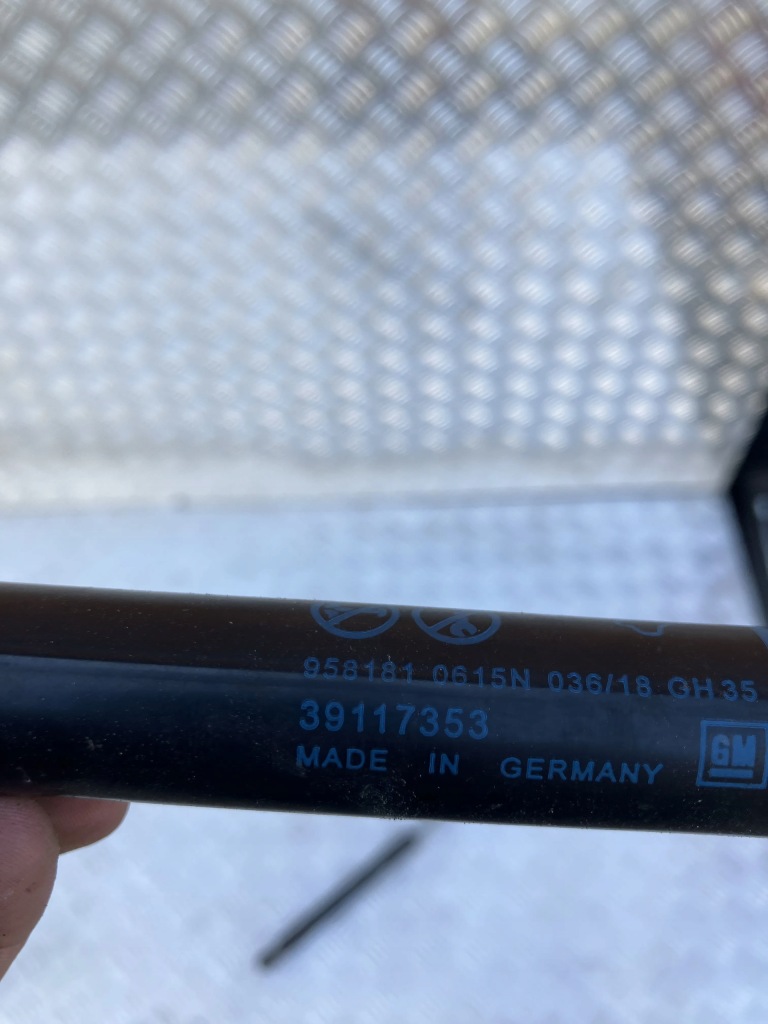 958181 0615N 036/18 GH35
39117353
MADE IN GERMANY
GM